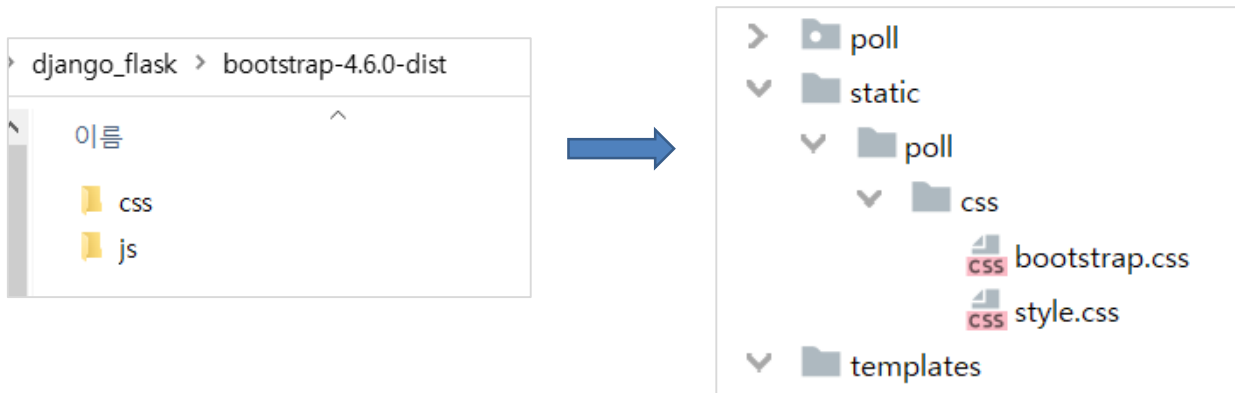 django_flask > bootstrap-4.6.0-dist
이름
css
js
poll
static
poll
css
CSS bootstrap.css
CSS style.css
templates